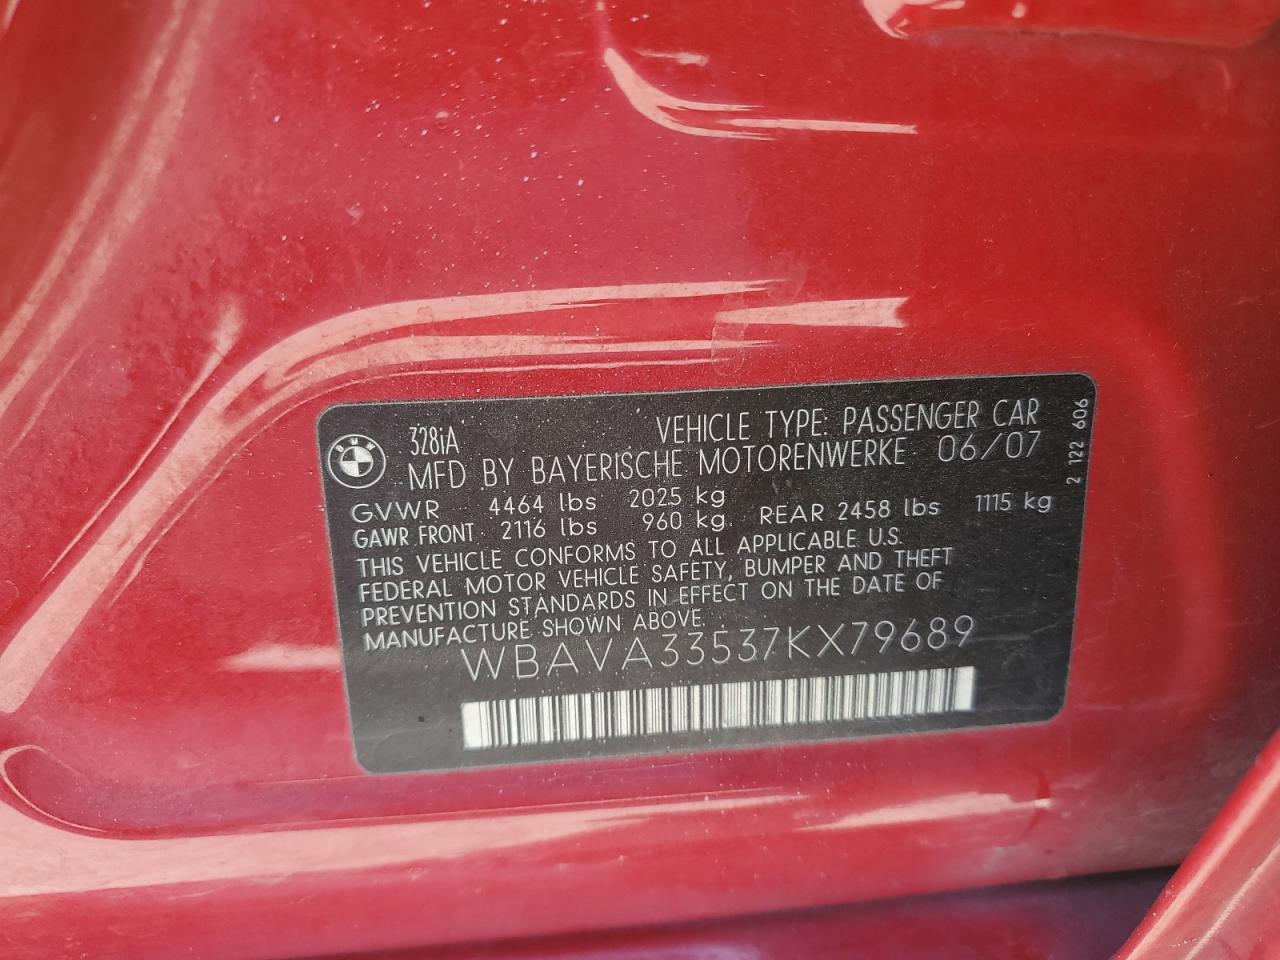 BMW
328iA VEHICLE TYPE: PASSENGER CAR
MFD BY BAYERISCHE MOTORENWERKE 06/07
GVWR 4464 lbs 2025 kg
GAWR FRONT 2116 lbs 960 kg REAR 2458 lbs 1115 kg
THIS VEHICLE CONFORMS TO ALL APPLICABLE U.S.
FEDERAL MOTOR VEHICLE SAFETY, BUMPER AND THEFT
PREVENTION STANDARDS IN EFFECT ON THE DATE OF
MANUFACTURE SHOWN ABOVE.
WBAVA33537KX79689
2 122 606